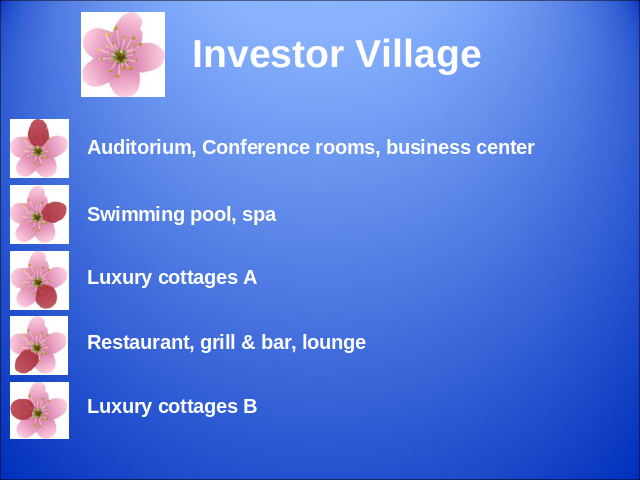 Investor Village
Auditorium, Conference rooms, business center
Swimming pool, spa
Luxury cottages A
Restaurant, grill & bar, lounge
Luxury cottages B